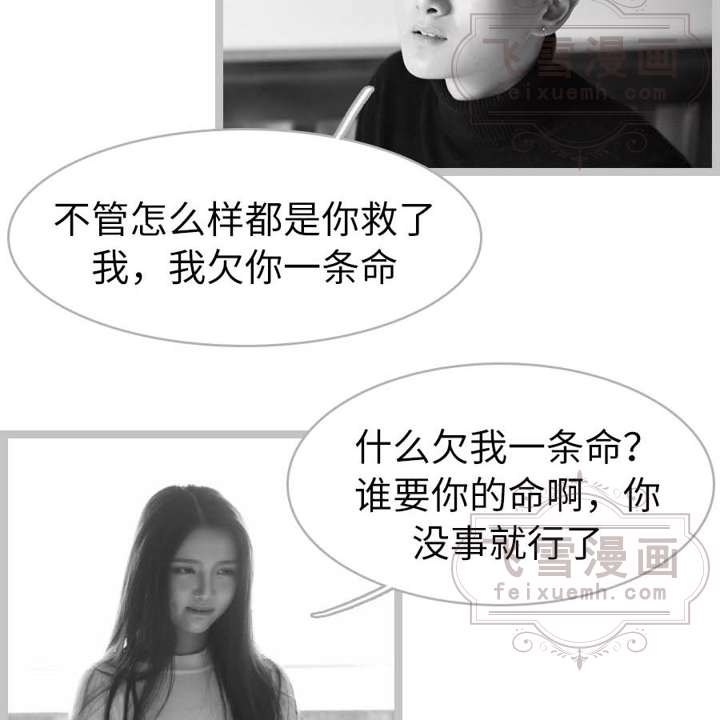 飞雪漫画
feixuemh.com
不管怎么样都是你救了
我，我欠你一条命
什么欠我一条命？
谁要你的命啊，你
没事就行了
飞雪漫画
feixuemh.com